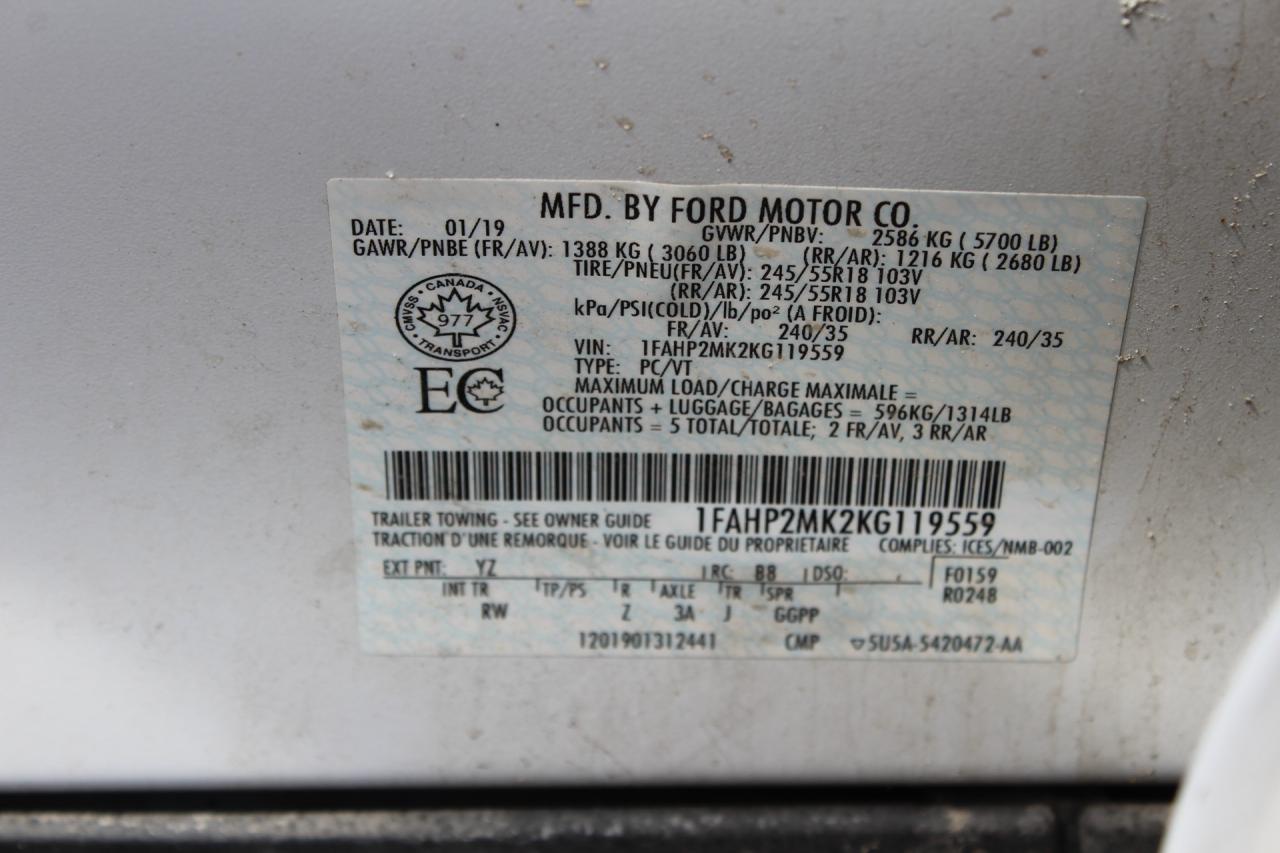 MFD. BY FORD MOTOR CO.
DATE: 01/19 GVWR/PNBV: 2586 KG ( 5700 LB)
GAWR/PNBE (FR/AV): 1388 KG ( 3060 LB) (RR/AR): 1216 KG ( 2680 LB)
TIRE/PNEU(FR/AV): 245/55R18 103V
(RR/AR): 245/55R18 103V
kPa/PSI(COLD)/lb/po² (A FROID):
FR/AV: 240/35 RR/AR: 240/35
CANADA
CMVSS • NSVAC
977
TRANSPORT
EC
VIN: 1FAHP2MK2KG119559
TYPE: PC/VT
MAXIMUM LOAD/CHARGE MAXIMALE =
OCCUPANTS + LUGGAGE/BAGAGES = 596KG/1314LB
OCCUPANTS = 5 TOTAL/TOTALE; 2 FR/AV, 3 RR/AR
TRAILER TOWING - SEE OWNER GUIDE 1FAHP2MK2KG119559
TRACTION D'UNE REMORQUE - VOIR LE GUIDE DU PROPRIETAIRE COMPLIES: ICES/NMB-002
EXT PNT: YZ RC: B8 DSO: F0159
INT TR TP/PS R AXLE TR SPR R0248
RW Z 3A J GGPP
1201901312441 CMP ▽5U5A-5420472-AA